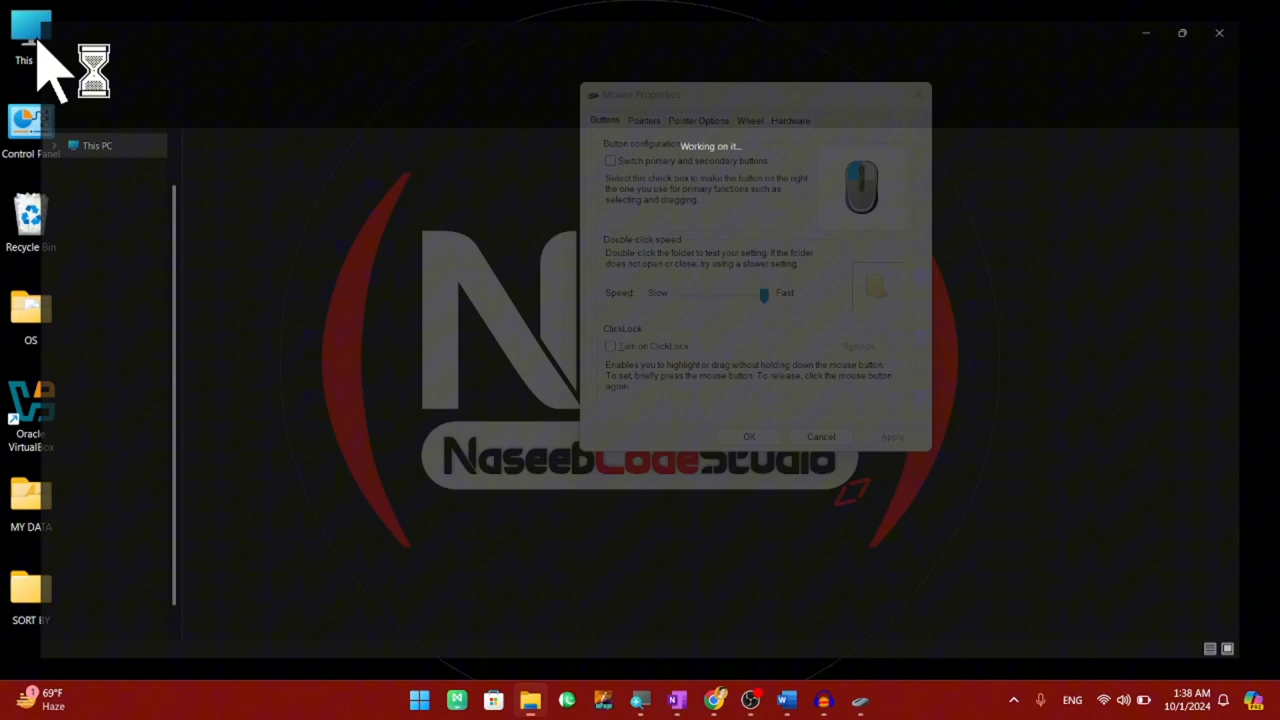 This
Control Panel
Recycle Bin
OS
Oracle
VirtualBox
MY DATA
SORT BY
This PC
Working on it...
Mouse Properties
Buttons Pointers Pointer Options Wheel Hardware
Button configuration
Switch primary and secondary buttons
Select this check box to make the button on the right
the one you use for primary functions such as
selecting and dragging.
Double-click speed
Double-click the folder to test your setting. If the folder
does not open or close, try using a slower setting.
Speed: Slow Fast
ClickLock
Turn on ClickLock Settings...
Enables you to highlight or drag without holding down the mouse button.
To set, briefly press the mouse button. To release, click the mouse button
again.
OK Cancel Apply
N
NaseebCodeStudio
1
69°F
Haze
ENG
1:38 AM
10/1/2024
PRE